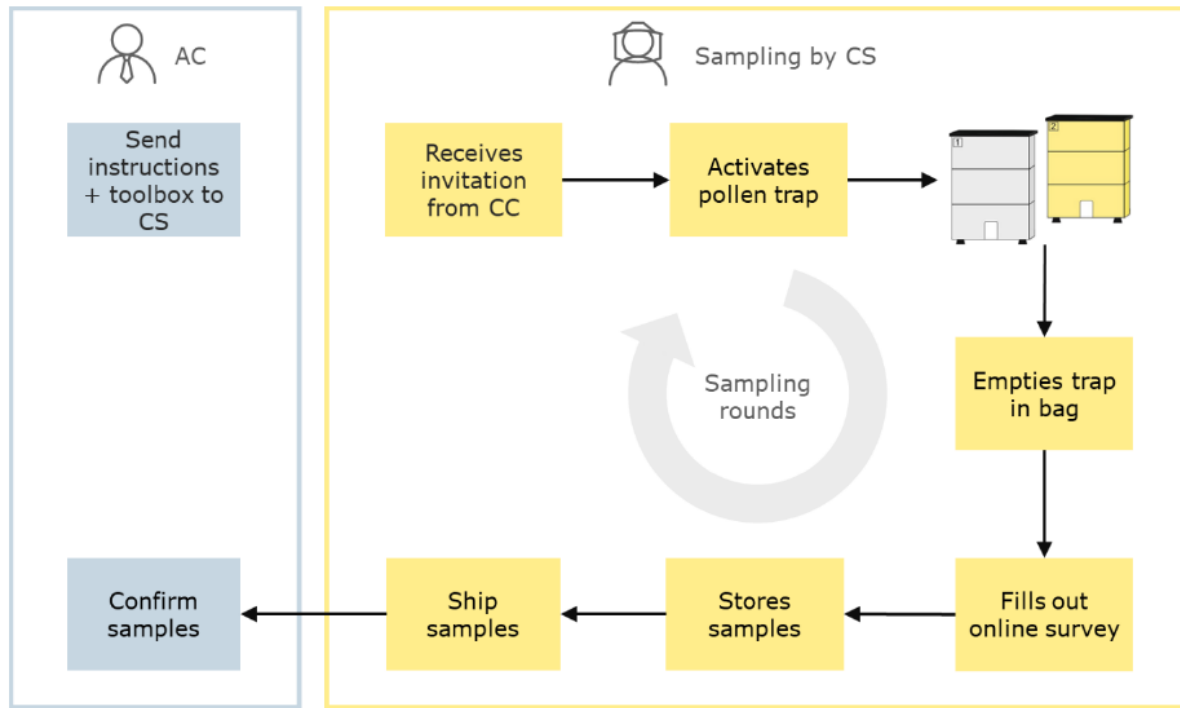 AC
Send
instructions
+ toolbox to
CS
Confirm
samples
Sampling by CS
Receives
invitation
from CC
Activates
pollen trap
1
2
Empties trap
in bag
Sampling
rounds
Fills out
online survey
Stores
samples
Ship
samples